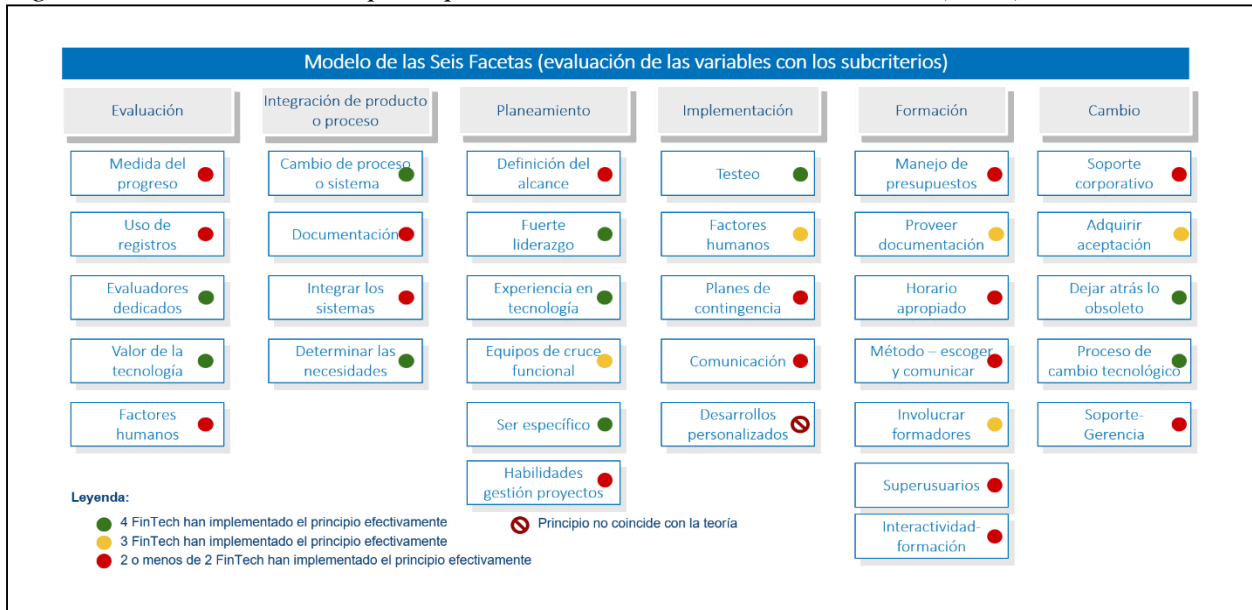 Modelo de las Seis Facetas (evaluación de las variables con los subcriterios)
Evaluación
Medida del
progreso
Uso de
registros
Evaluadores
dedicados
Valor de la
tecnología
Factores
humanos
Integración de producto
o proceso
Cambio de proceso
o sistema
Documentación
Integrar los
sistemas
Determinar las
necesidades
Planeamiento
Definición del
alcance
Fuerte
liderazgo
Experiencia en
tecnología
Equipos de cruce
funcional
Ser específico
Habilidades
gestión proyectos
Implementación
Testeo
Factores
humanos
Planes de
contingencia
Comunicación
Desarrollos
personalizados
Formación
Manejo de
presupuestos
Proveer
documentación
Horario
apropiado
Método – escoger
y comunicar
Involucrar
formadores
Superusuarios
Interactividad-
formación
Cambio
Soporte
corporativo
Adquirir
aceptación
Dejar atrás lo
obsoleto
Proceso de
cambio tecnológico
Soporte-
Gerencia
Leyenda:
4 FinTech han implementado el principio efectivamente
3 FinTech han implementado el principio efectivamente
2 o menos de 2 FinTech han implementado el principio efectivamente
Principio no coincide con la teoría